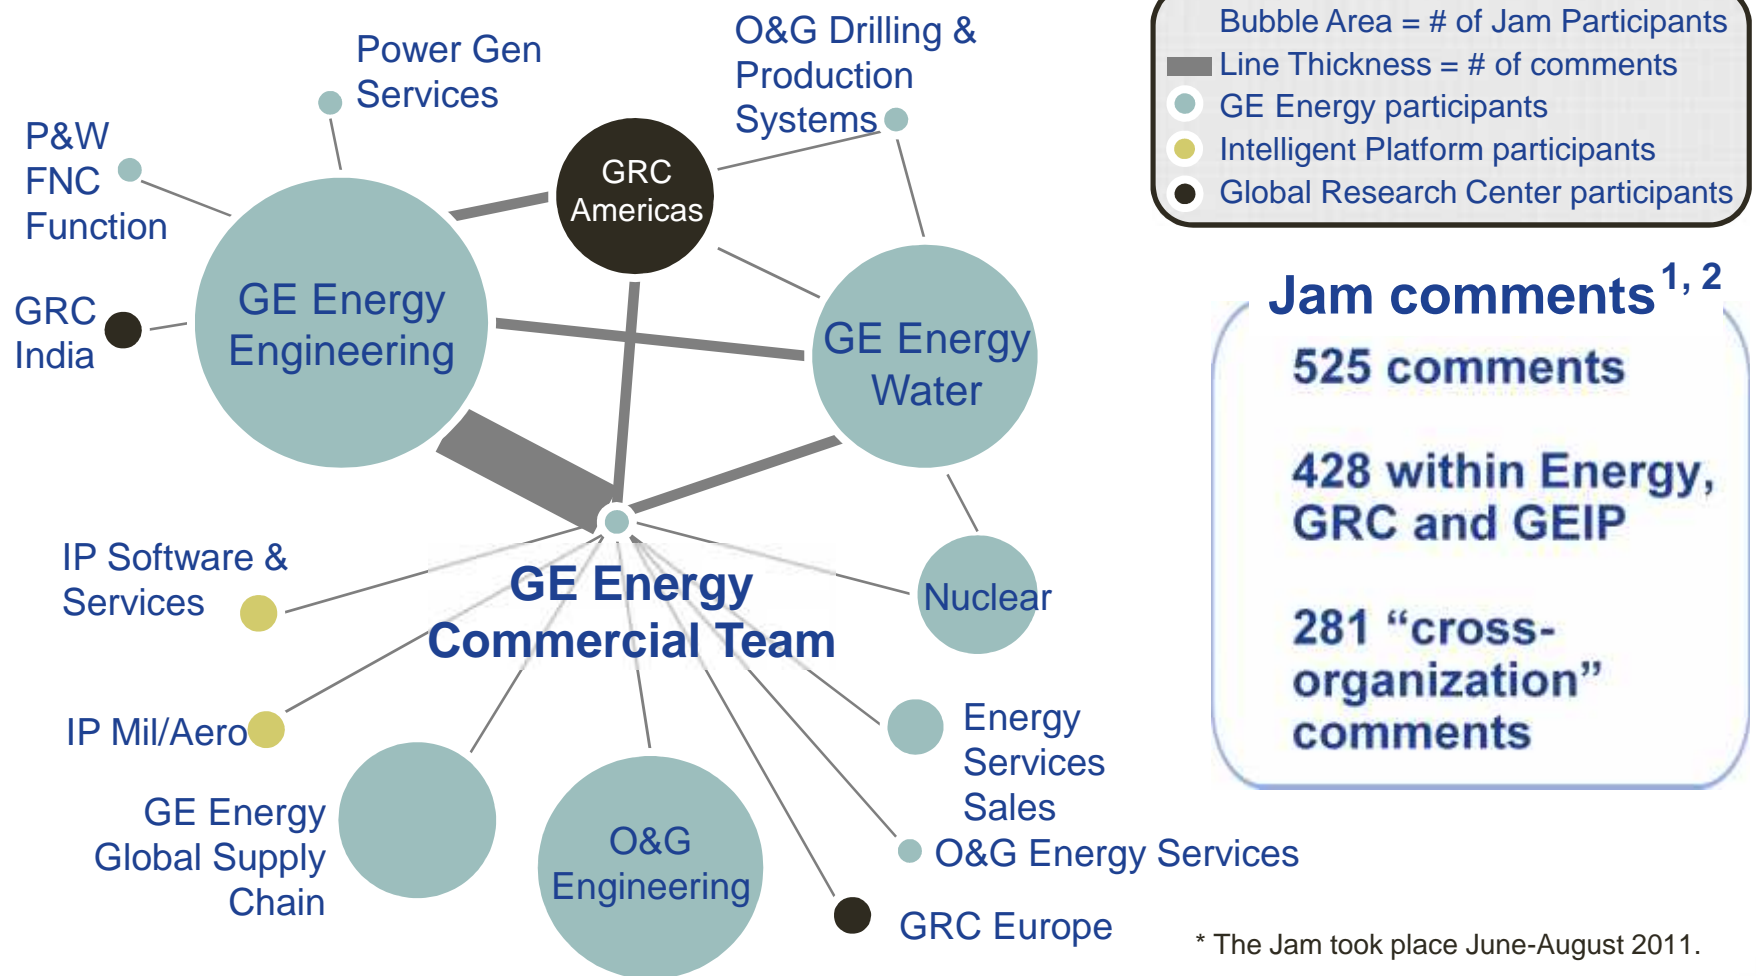 Power Gen
Services
O&G Drilling &
Production
Systems
P&W
FNC
Function
GRC
Americas
GRC
India
GE Energy
Engineering
GE Energy
Water
IP Software &
Services
GE Energy
Commercial Team
Nuclear
IP Mil/Aero
GE Energy
Global Supply
Chain
O&G
Engineering
Energy
Services
Sales
O&G Energy Services
GRC Europe
Bubble Area = # of Jam Participants
Line Thickness = # of comments
GE Energy participants
Intelligent Platform participants
Global Research Center participants
Jam comments1, 2
525 comments
428 within Energy,
GRC and GEIP
281 “cross-
organization”
comments
* The Jam took place June-August 2011.